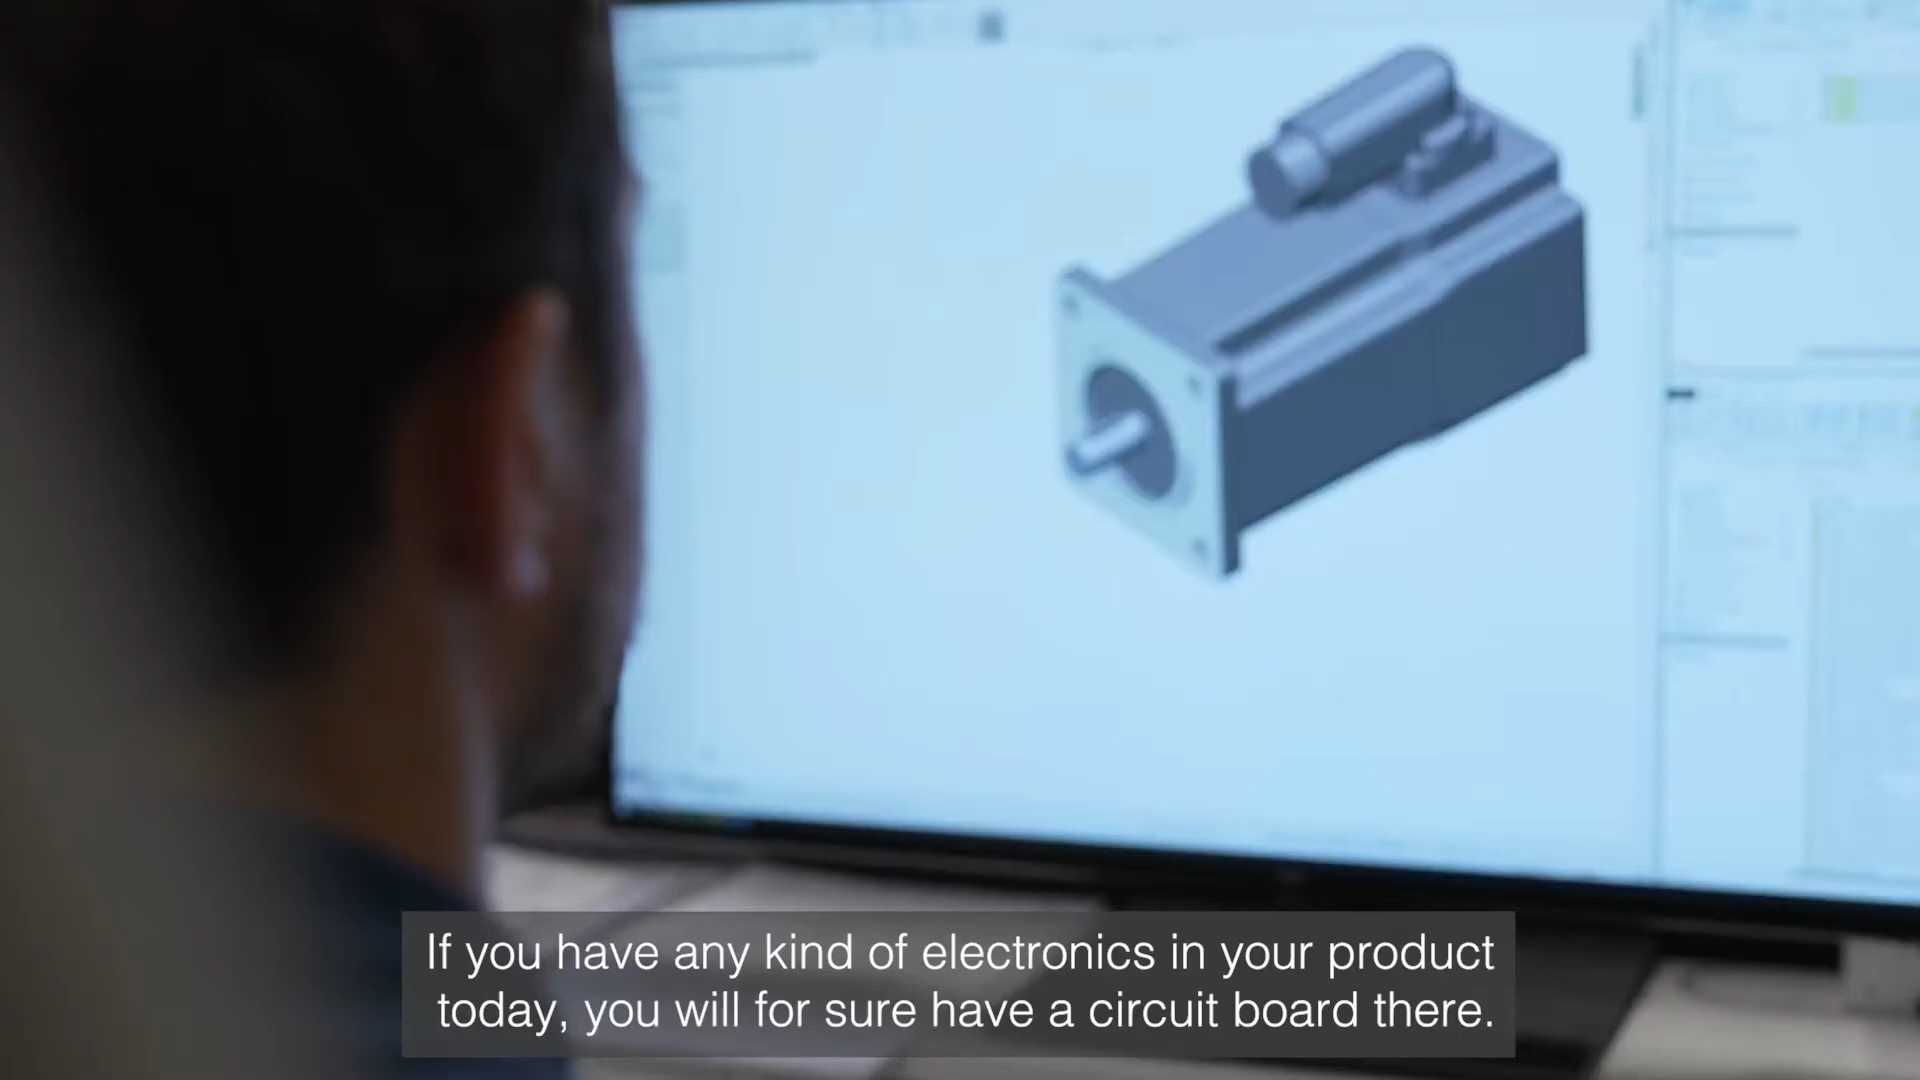 If you have any kind of electronics in your product
today, you will for sure have a circuit board there.